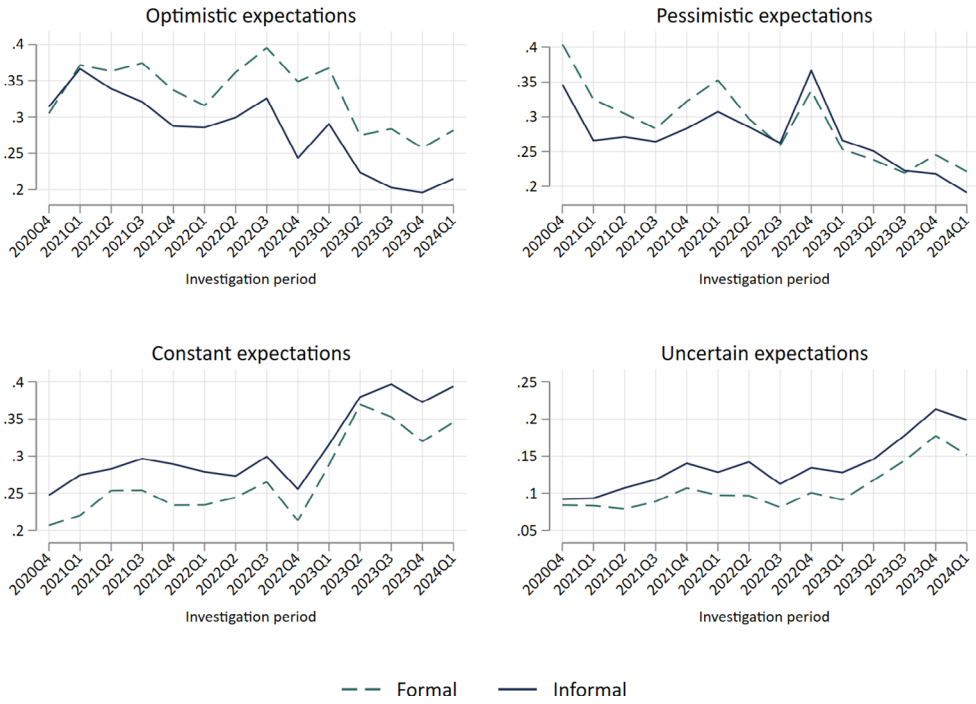 Optimistic expectations
.4
.35
.3
.25
.2
2020Q4 2021Q1 2021Q2 2021Q3 2021Q4 2022Q1 2022Q2 2022Q3 2022Q4 2023Q1 2023Q2 2023Q3 2023Q4 2024Q1
Investigation period
Pessimistic expectations
.4
.35
.3
.25
.2
2020Q4 2021Q1 2021Q2 2021Q3 2021Q4 2022Q1 2022Q2 2022Q3 2022Q4 2023Q1 2023Q2 2023Q3 2023Q4 2024Q1
Investigation period
Constant expectations
.4
.35
.3
.25
.2
2020Q4 2021Q1 2021Q2 2021Q3 2021Q4 2022Q1 2022Q2 2022Q3 2022Q4 2023Q1 2023Q2 2023Q3 2023Q4 2024Q1
Investigation period
Uncertain expectations
.25
.2
.15
.1
.05
2020Q4 2021Q1 2021Q2 2021Q3 2021Q4 2022Q1 2022Q2 2022Q3 2022Q4 2023Q1 2023Q2 2023Q3 2023Q4 2024Q1
Investigation period
Formal Informal